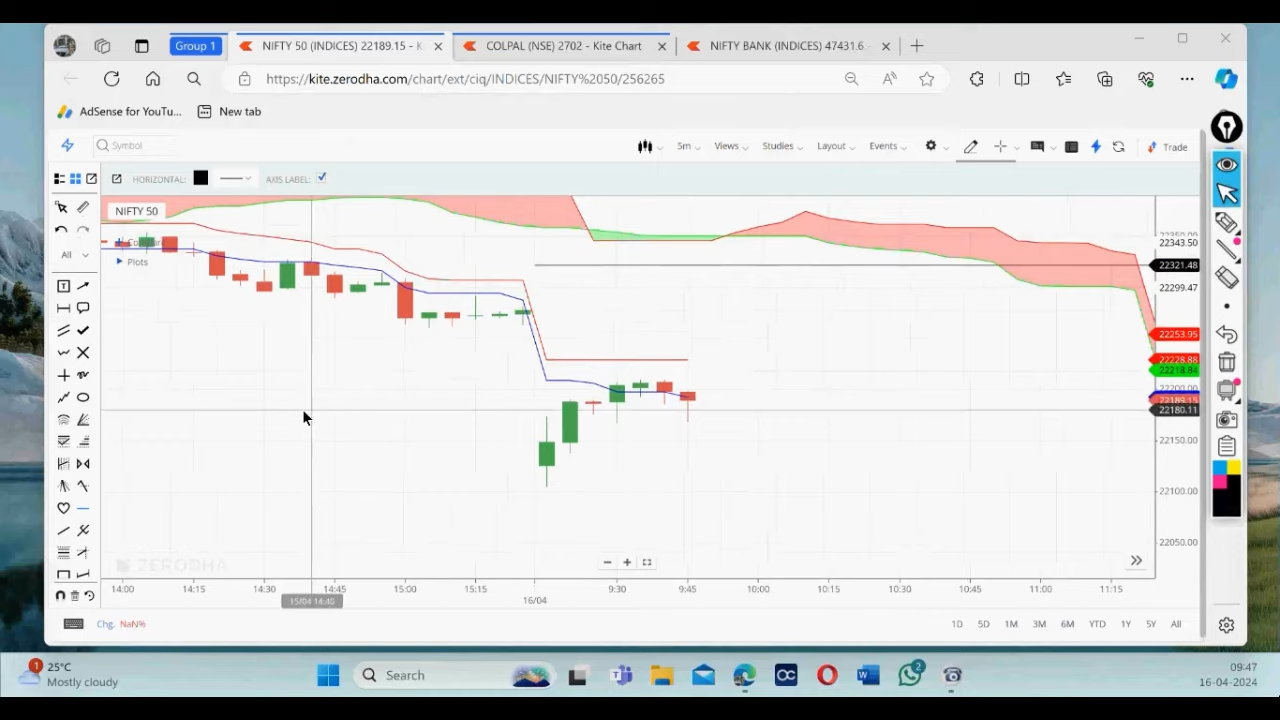 Group 1
NIFTY 50 (INDICES) 22189.15 - K
COLPAL (NSE) 2702 - Kite Chart
NIFTY BANK (INDICES) 47431.6
https://kite.zerodha.com/chart/ext/ciq/INDICES/NIFTY%2050/256265
AdSense for YouTu...
New tab
Symbol
5m
Views
Studies
Layout
Events
Trade
HORIZONTAL:
AXIS LABEL:
NIFTY 50
Plots
All
22343.50
22321.48
22299.47
22253.95
22228.88
22218.84
22200.00
22189.15
22180.11
22150.00
22100.00
22050.00
ZERODHA
14:00 14:15 14:30 14:45 15:00 15:15 9:30 9:45 10:00 10:15 10:30 10:45 11:00 11:15
16/04
Chg. NaN%
1D 5D 1M 3M 6M YTD 1Y 5Y All
1
25°C
Mostly cloudy
Search
2
09:47
16-04-2024